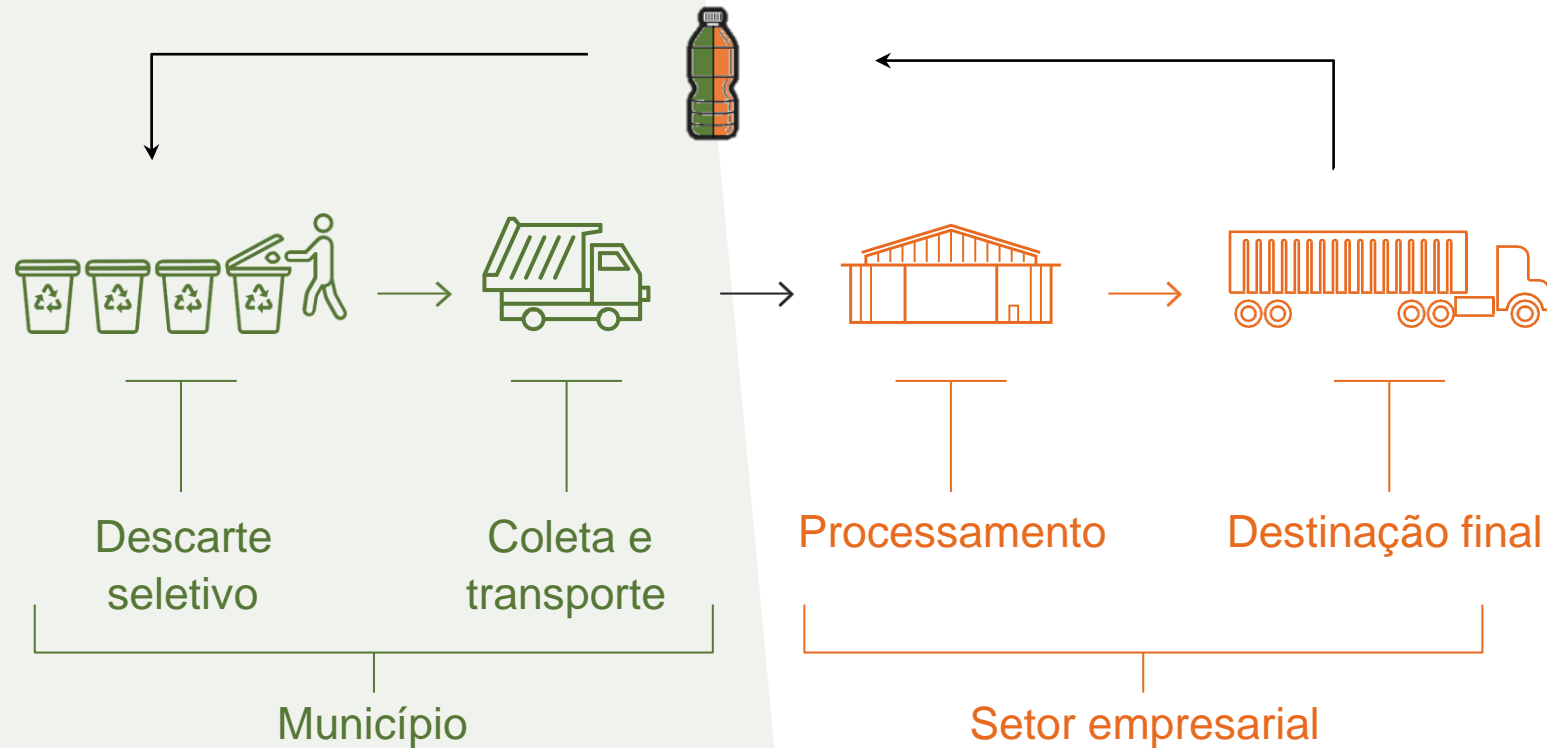 Descarte
seletivo
Coleta e
transporte
Processamento
Destinação final
Município
Setor empresarial